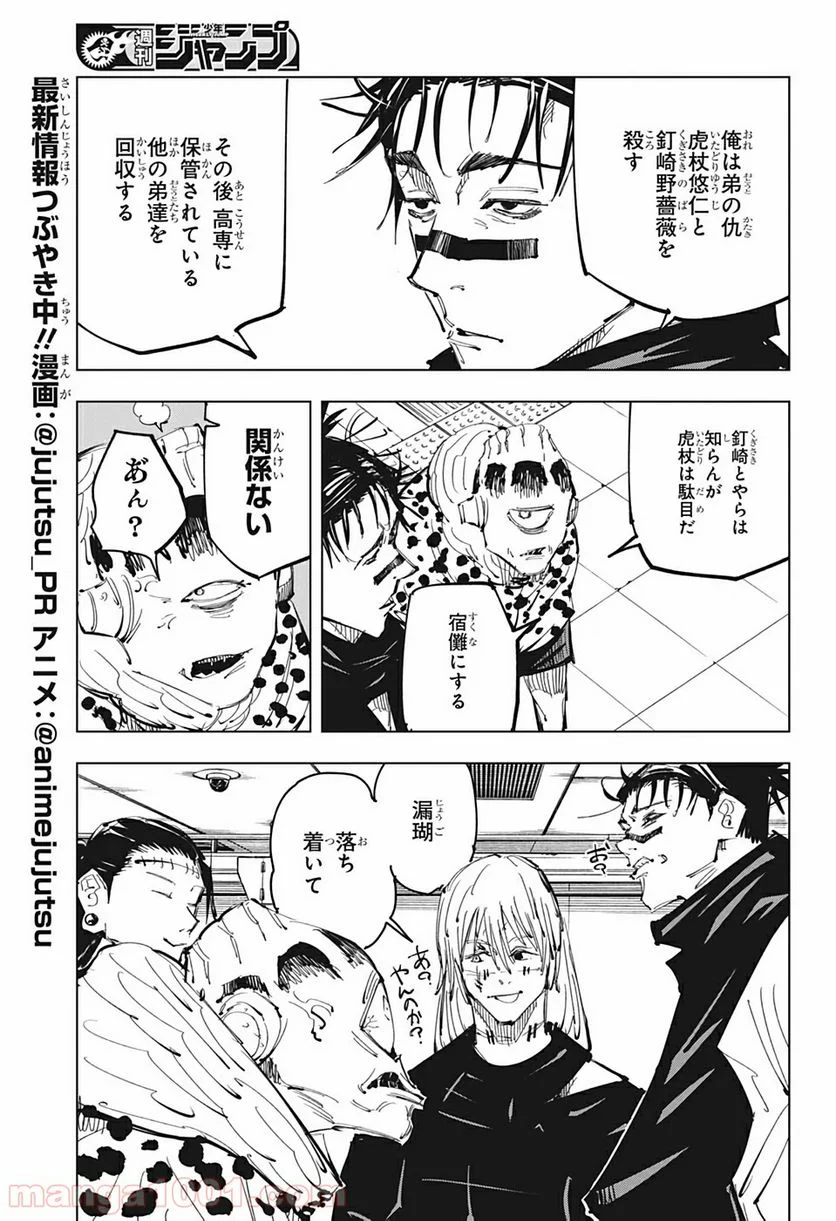 週刊少年ジャンプ
最新情報つぶやき中!!漫画:@jujutsu_PR アニメ:@animejujutsu
俺は弟の仇
虎杖悠仁と
釘崎野薔薇を
殺す
その後 高専に
保管されている
他の弟達を
回収する
釘崎とやらは
知らんが
虎杖は駄目だ
宿儺にする
関係ない
あ゛ん?
漏瑚
落ち
着いて
お?
あ?
やんのか?
manga1001.com